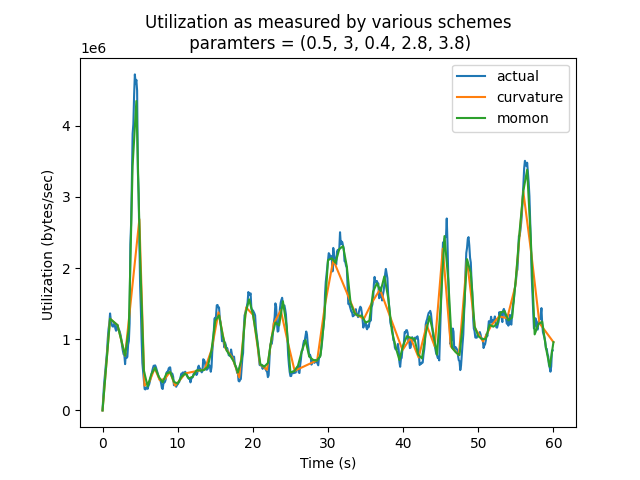 Utilization as measured by various schemes
paramters = (0.5, 3, 0.4, 2.8, 3.8)
1e6
actual
curvature
momon
4
3
2
1
0
Utilization (bytes/sec)
0 10 20 30 40 50 60
Time (s)